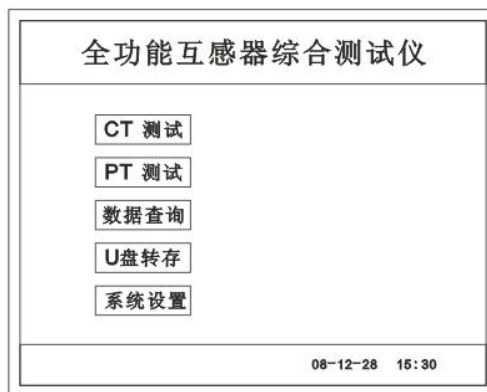 全功能互感器综合测试仪
CT 测试
PT 测试
数据查询
U盘转存
系统设置
08-12-28 15:30